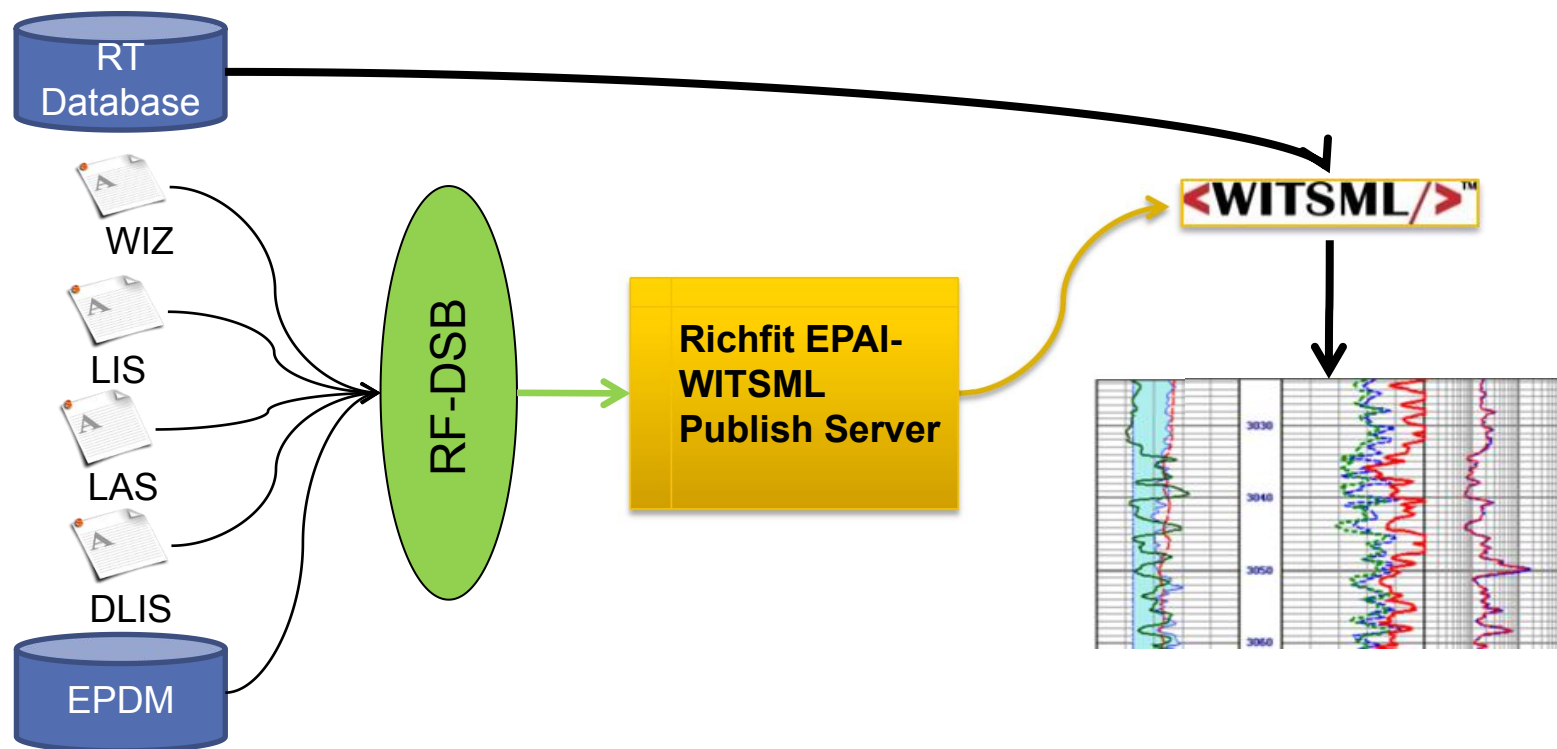 RT
Database
WIZ
LIS
LAS
DLIS
EPDM
RF-DSB
Richfit EPAI-
WITSML
Publish Server
<WITSML/>™
3030
3040
3050
3060
A
A
A
A